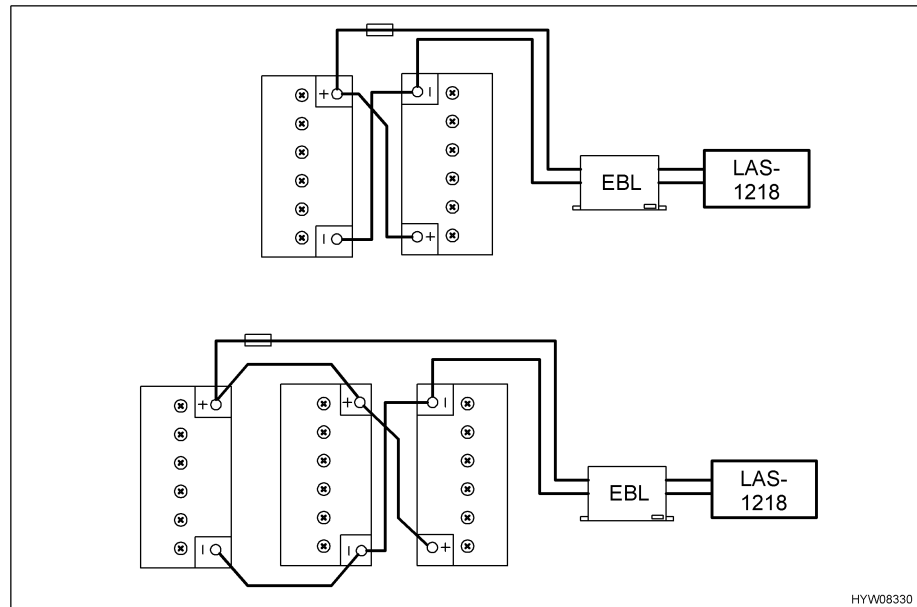 + –
EBL
LAS-
1218
– +
+ + –
EBL
LAS-
1218
– – +
HYW08330